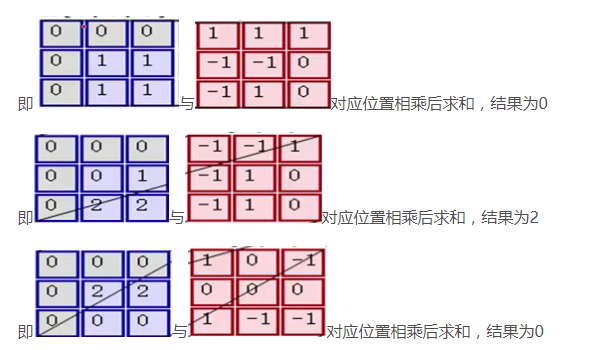 0 0 0 1 1 1
0 1 1 -1 -1 0
即 0 1 1 与 -1 1 0 对应位置相乘后求和，结果为0
0 0 0 -1 -1 1
0 0 1 -1 1 0
即 0 2 2 与 -1 1 0 对应位置相乘后求和，结果为2
0 0 0 1 0 -1
0 2 2 0 0 0
即 0 0 0 与 1 -1 -1 对应位置相乘后求和，结果为0